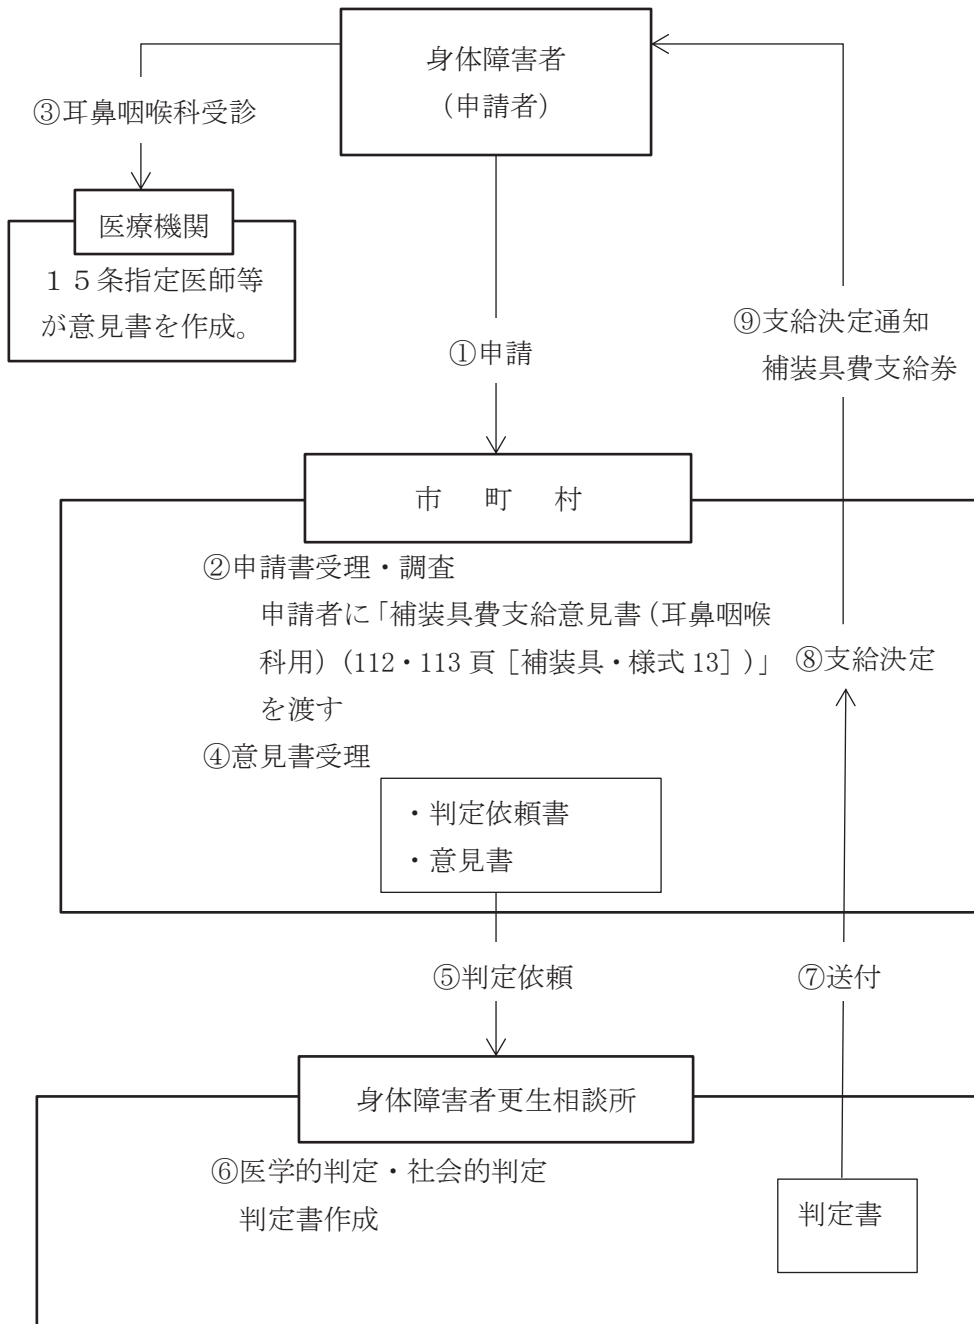 身体障害者
(申請者)
③耳鼻咽喉科受診
医療機関
１５条指定医師等
が意見書を作成。
①申請
⑨支給決定通知
補装具費支給券
市 町 村
②申請書受理・調査
申請者に「補装具費支給意見書(耳鼻咽喉
科用)(112・113頁［補装具・様式13］)」
を渡す
⑧支給決定
④意見書受理
・判定依頼書
・意見書
⑤判定依頼
⑦送付
身体障害者更生相談所
⑥医学的判定・社会的判定
判定書作成
判定書